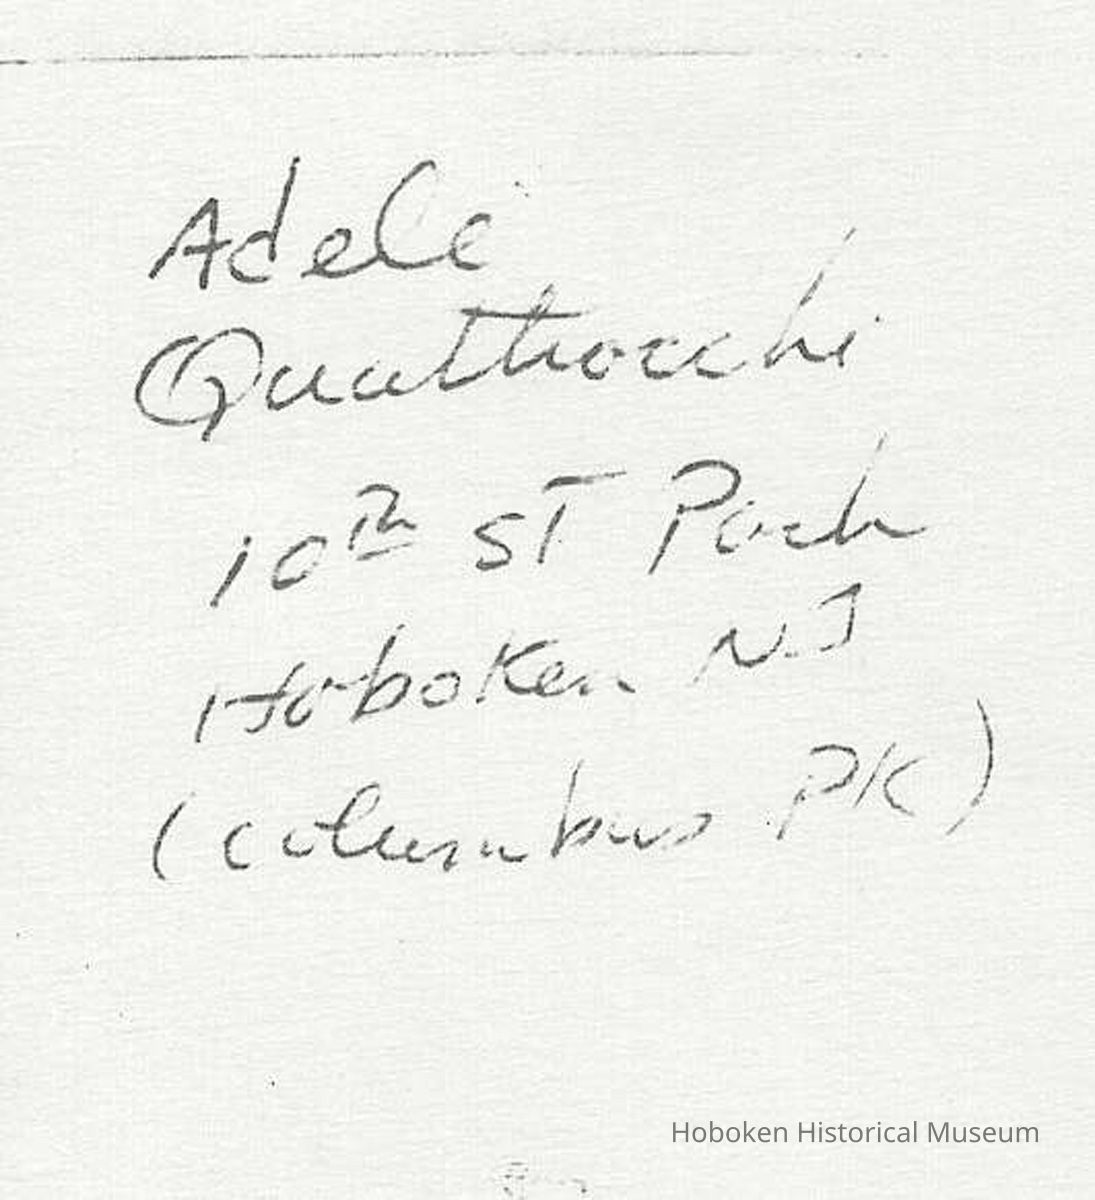 Adele
Quattrocchi
10th ST Park
Hoboken NJ
(columbus PK)
Hoboken Historical Museum